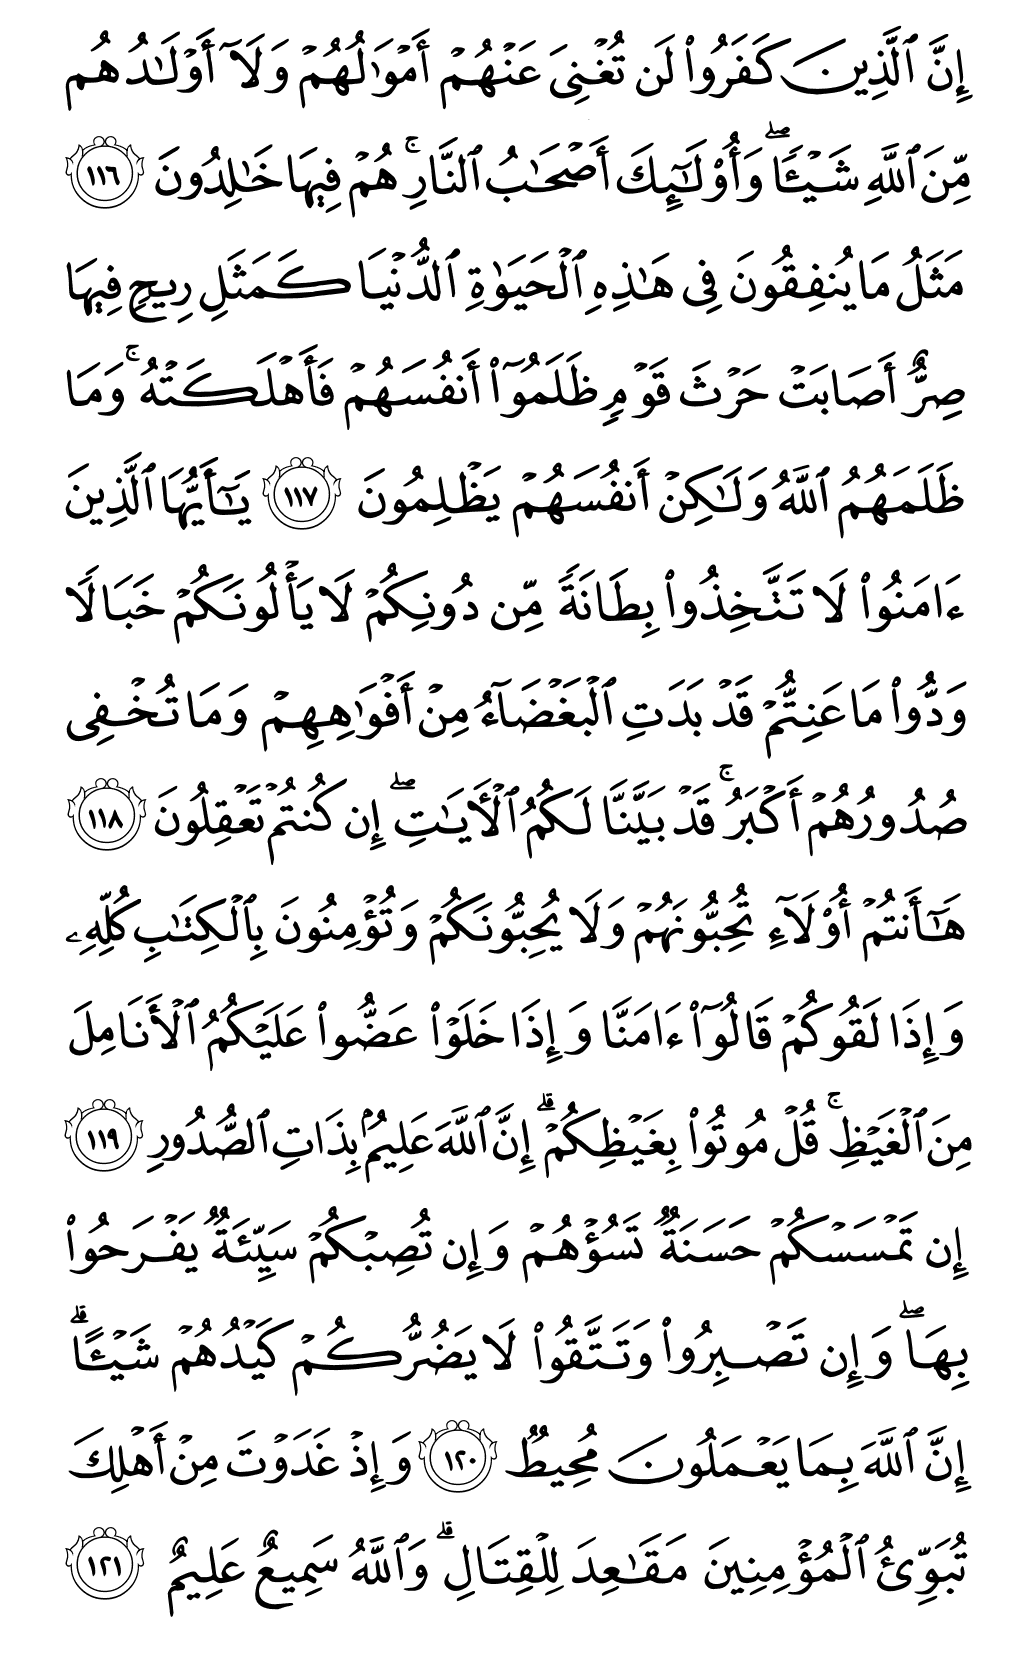 إِنَّ ٱلَّذِينَ كَفَرُوا۟ لَن تُغْنِىَ عَنْهُمْ أَمْوَٰلُهُمْ وَلَآ أَوْلَـٰدُهُم
مِّنَ ٱللَّهِ شَيْـًٔا ۖ وَأُو۟لَـٰٓئِكَ أَصْحَـٰبُ ٱلنَّارِ ۚ هُمْ فِيهَا خَـٰلِدُونَ ١١٦
مَثَلُ مَا يُنفِقُونَ فِى هَـٰذِهِ ٱلْحَيَوٰةِ ٱلدُّنْيَا كَمَثَلِ رِيحٍ فِيهَا
صِرٌّ أَصَابَتْ حَرْثَ قَوْمٍ ظَلَمُوٓا۟ أَنفُسَهُمْ فَأَهْلَكَتْهُ ۚ وَمَا
ظَلَمَهُمُ ٱللَّهُ وَلَـٰكِنْ أَنفُسَهُمْ يَظْلِمُونَ ١١٧ يَـٰٓأَيُّهَا ٱلَّذِينَ
ءَامَنُوا۟ لَا تَتَّخِذُوا۟ بِطَانَةً مِّن دُونِكُمْ لَا يَأْلُونَكُمْ خَبَالًا
وَدُّوا۟ مَا عَنِتُّمْ قَدْ بَدَتِ ٱلْبَغْضَآءُ مِنْ أَفْوَٰهِهِمْ وَمَا تُخْفِى
صُدُورُهُمْ أَكْبَرُ ۚ قَدْ بَيَّنَّا لَكُمُ ٱلْـَٔايَـٰتِ ۖ إِن كُنتُمْ تَعْقِلُونَ ١١٨
هَـٰٓأَنتُمْ أُو۟لَآءِ تُحِبُّونَهُمْ وَلَا يُحِبُّونَكُمْ وَتُؤْمِنُونَ بِٱلْكِتَـٰبِ كُلِّهِۦ
وَإِذَا لَقُوكُمْ قَالُوٓا۟ ءَامَنَّا وَإِذَا خَلَوْا۟ عَضُّوا۟ عَلَيْكُمُ ٱلْأَنَامِلَ
مِنَ ٱلْغَيْظِ ۚ قُلْ مُوتُوا۟ بِغَيْظِكُمْ ۗ إِنَّ ٱللَّهَ عَلِيمٌۢ بِذَاتِ ٱلصُّدُورِ ١١٩
إِن تَمْسَسْكُمْ حَسَنَةٌ تَسُؤْهُمْ وَإِن تُصِبْكُمْ سَيِّئَةٌ يَفْرَحُوا۟
بِهَا ۖ وَإِن تَصْبِرُوا۟ وَتَتَّقُوا۟ لَا يَضُرُّكُمْ كَيْدُهُمْ شَيْـًٔا ۗ
إِنَّ ٱللَّهَ بِمَا يَعْمَلُونَ مُحِيطٌ ١٢٠ وَإِذْ غَدَوْتَ مِنْ أَهْلِكَ
تُبَوِّئُ ٱلْمُؤْمِنِينَ مَقَـٰعِدَ لِلْقِتَالِ ۗ وَٱللَّهُ سَمِيعٌ عَلِيمٌ ١٢١